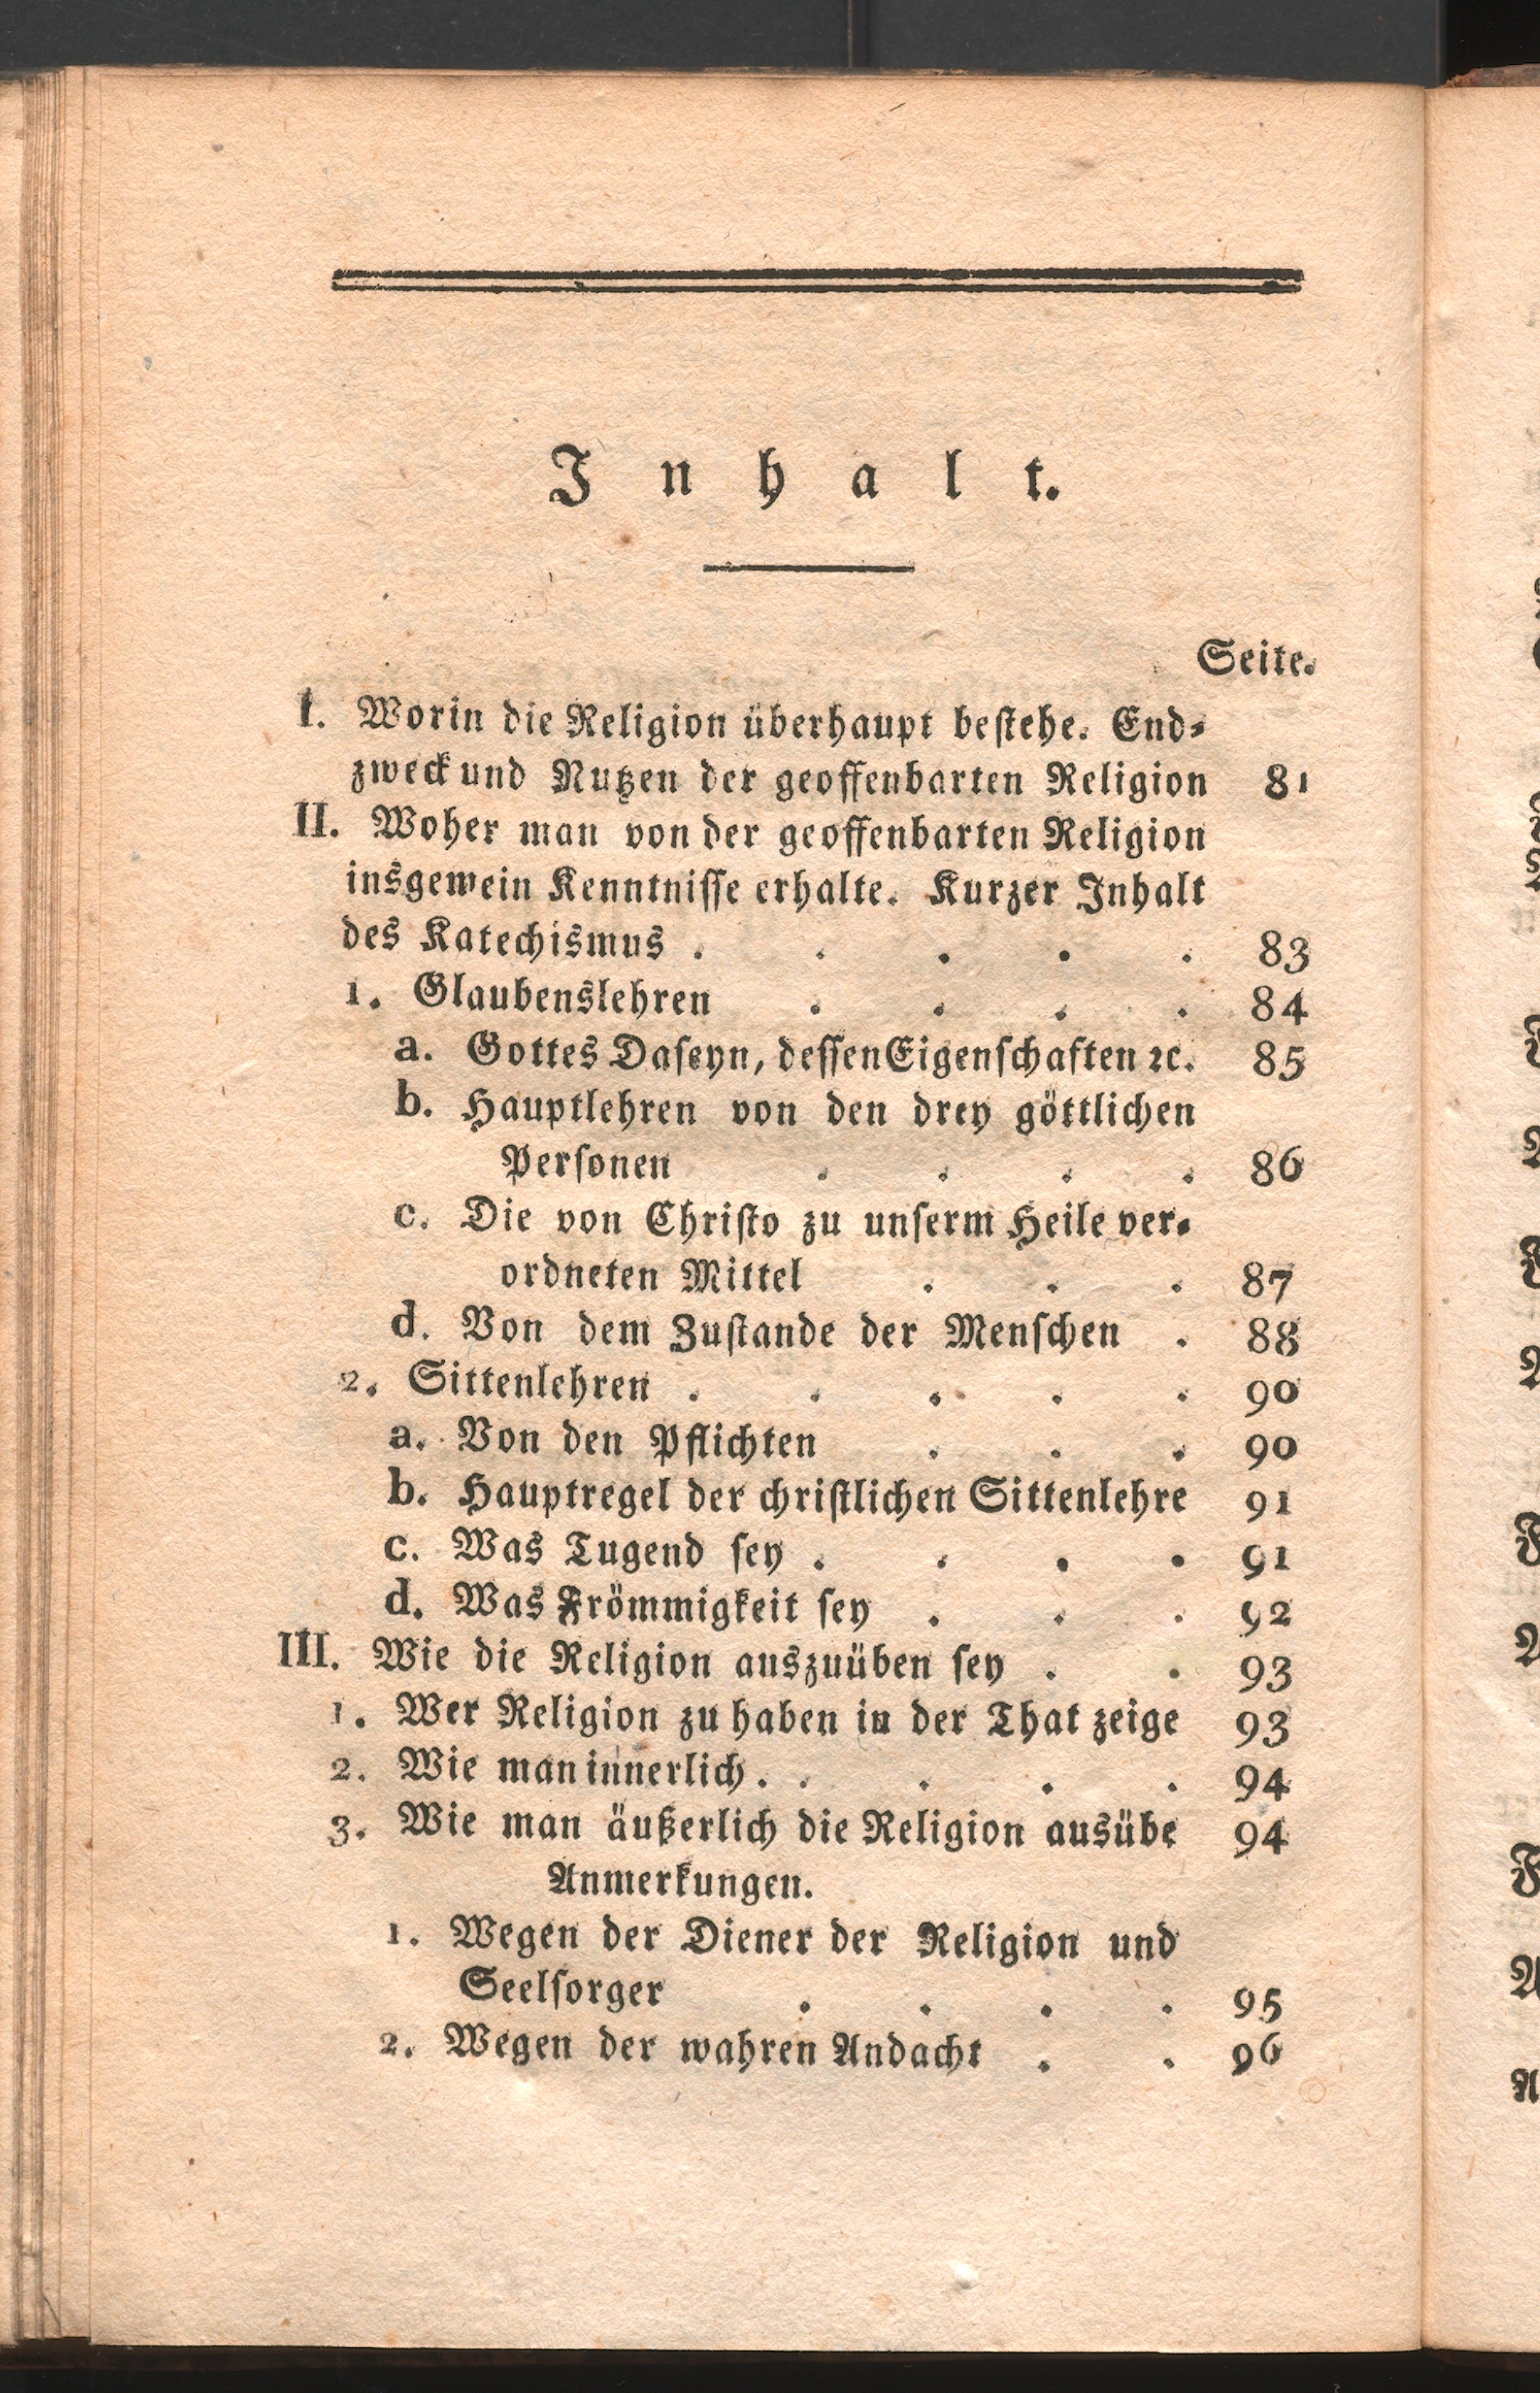 Inhalt.
Seite.
I. Worin die Religion überhaupt beſtehe. End⸗
zweck und Nutzen der geoffenbarten Religion 81
II. Woher man von der geoffenbarten Religion
insgemein Kenntniſſe erhalte. Kurzer Inhalt
des Katechismus . . . . . 83
1. Glaubenslehren . . . . 84
a. Gottes Daſeyn, deſſen Eigenſchaften ꝛc. 85
b. Hauptlehren von den drey göttlichen
Perſonen . . . . 86
c. Die von Chriſto zu unſerm Heile ver⸗
ordneten Mittel . . . 87
d. Von dem Zuſtande der Menſchen . 88
2. Sittenlehren . . . . . 90
a. Von den Pflichten . . . 90
b. Hauptregel der chriſtlichen Sittenlehre 91
c. Was Tugend ſey . . . . 91
d. Was Frömmigkeit ſey . . . 92
III. Wie die Religion auszuüben ſey . . 93
1. Wer Religion zu haben in der That zeige 93
2. Wie man innerlich . . . . . 94
3. Wie man äußerlich die Religion ausübe 94
Anmerkungen.
1. Wegen der Diener der Religion und
Seelſorger . . . . 95
2. Wegen der wahren Andacht . . 96